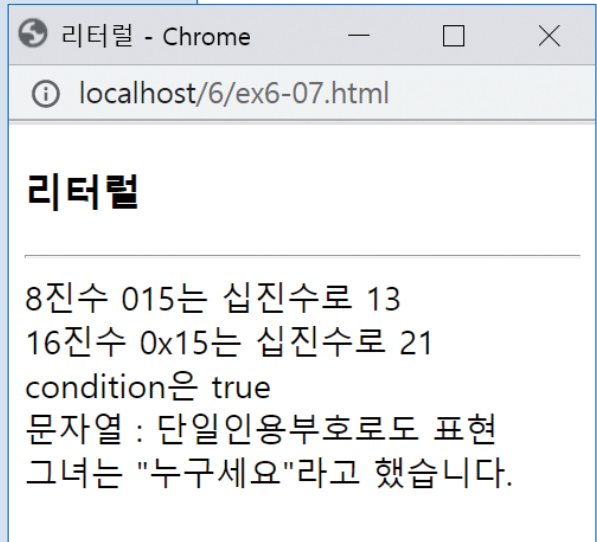 리터럴 - Chrome
localhost/6/ex6-07.html
리터럴
8진수 015는 십진수로 13
16진수 0x15는 십진수로 21
condition은 true
문자열 : 단일인용부호로도 표현
그녀는 "누구세요"라고 했습니다.